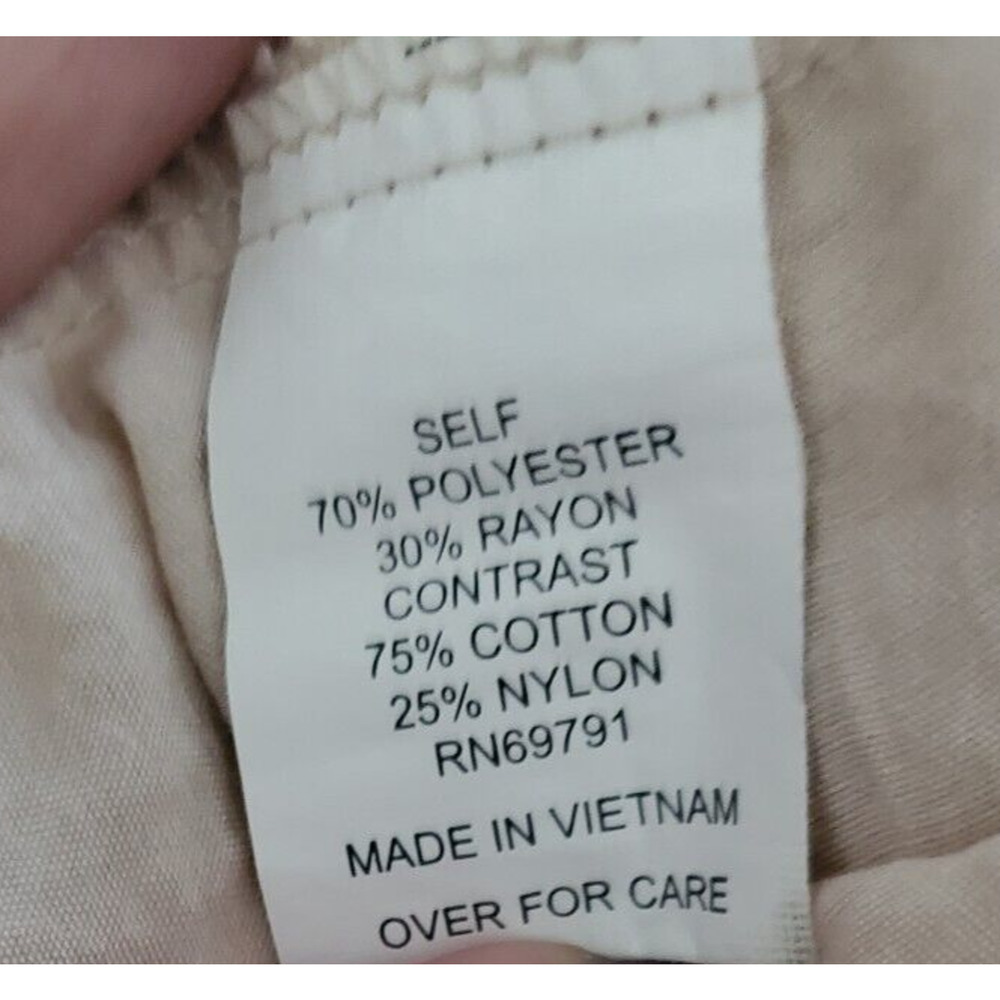 SELF
70% POLYESTER
30% RAYON
CONTRAST
75% COTTON
25% NYLON
RN69791
MADE IN VIETNAM
OVER FOR CARE